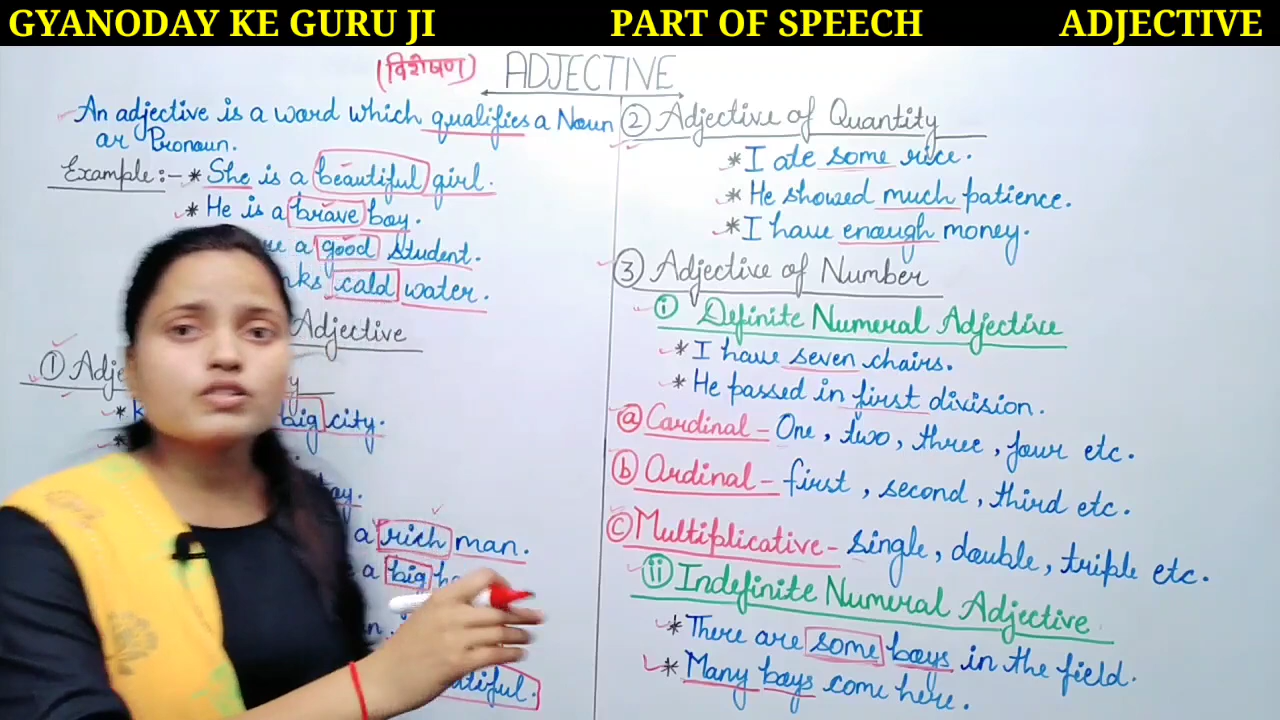 GYANODAY KE GURU JI PART OF SPEECH ADJECTIVE
(विशेषण) ADJECTIVE
An adjective is a word which qualifies a Noun
or Pronoun.
Example:- * She is a beautiful girl.
* He is a brave boy.
a good student.
cold water.
Adjective
① 
* big city.
*
a rich man.
a big
② Adjective of Quantity
* I ate some rice.
* He showed much patience.
* I have enough money.
③ Adjective of Number
ⓘ Definite Numeral Adjective
* I have seven chairs.
* He passed in first division.
ⓐ Cardinal - One, two, three, four etc.
ⓑ Ordinal - first, second, third etc.
ⓒ Multiplicative - single, double, triple etc.
ii Indefinite Numeral Adjective
* There are some boys in the field.
* Many boys come here.